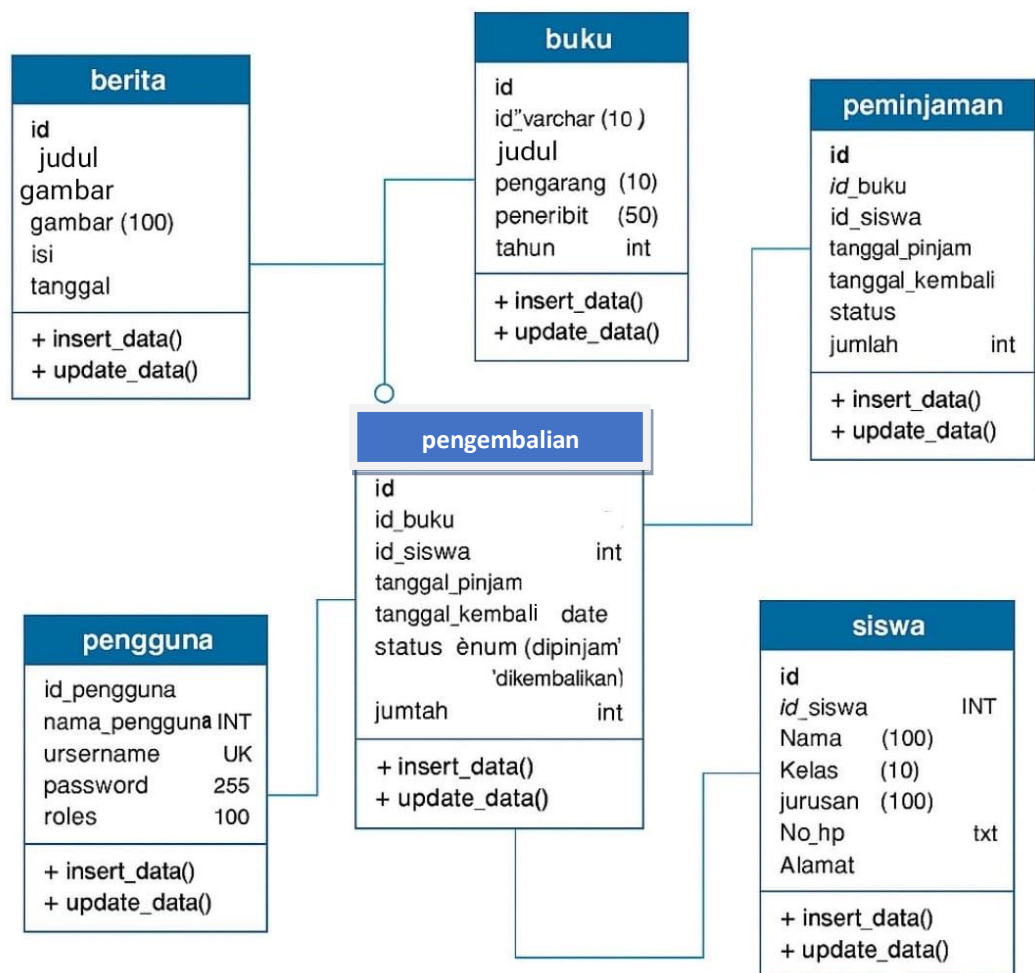 berita
id
judul
gambar
gambar (100)
isi
tanggal
+ insert_data()
+ update_data()
buku
id
id"varchar (10 )
judul
pengarang (10)
peneribit (50)
tahun int
+ insert_data()
+ update_data()
peminjaman
id
id_buku
id_siswa
tanggal_pinjam
tanggal_kembali
status
jumlah int
+ insert_data()
+ update_data()
pengembalian
id
id_buku
id_siswa int
tanggal_pinjam
tanggal_kembali date
status ènum (dipinjam'
'dikembalikan)
jumtah int
+ insert_data()
+ update_data()
pengguna
id_pengguna
nama_pengguna INT
ursername UK
password 255
roles 100
+ insert_data()
+ update_data()
siswa
id
id_siswa INT
Nama (100)
Kelas (10)
jurusan (100)
No_hp txt
Alamat
+ insert_data()
+ update_data()